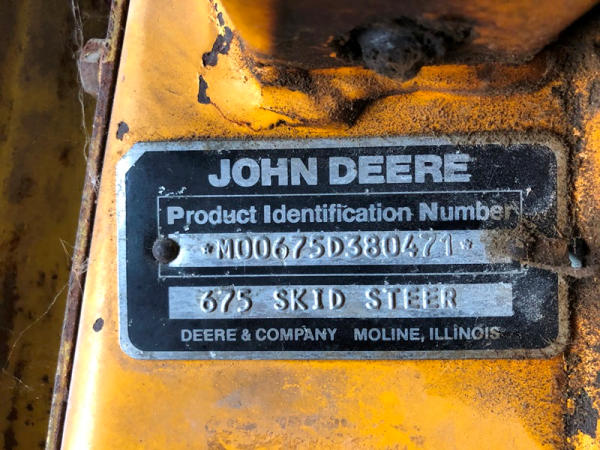 JOHN DEERE
Product Identification Number
*M00675D380471*
675 SKID STEER
DEERE & COMPANY MOLINE, ILLINOIS